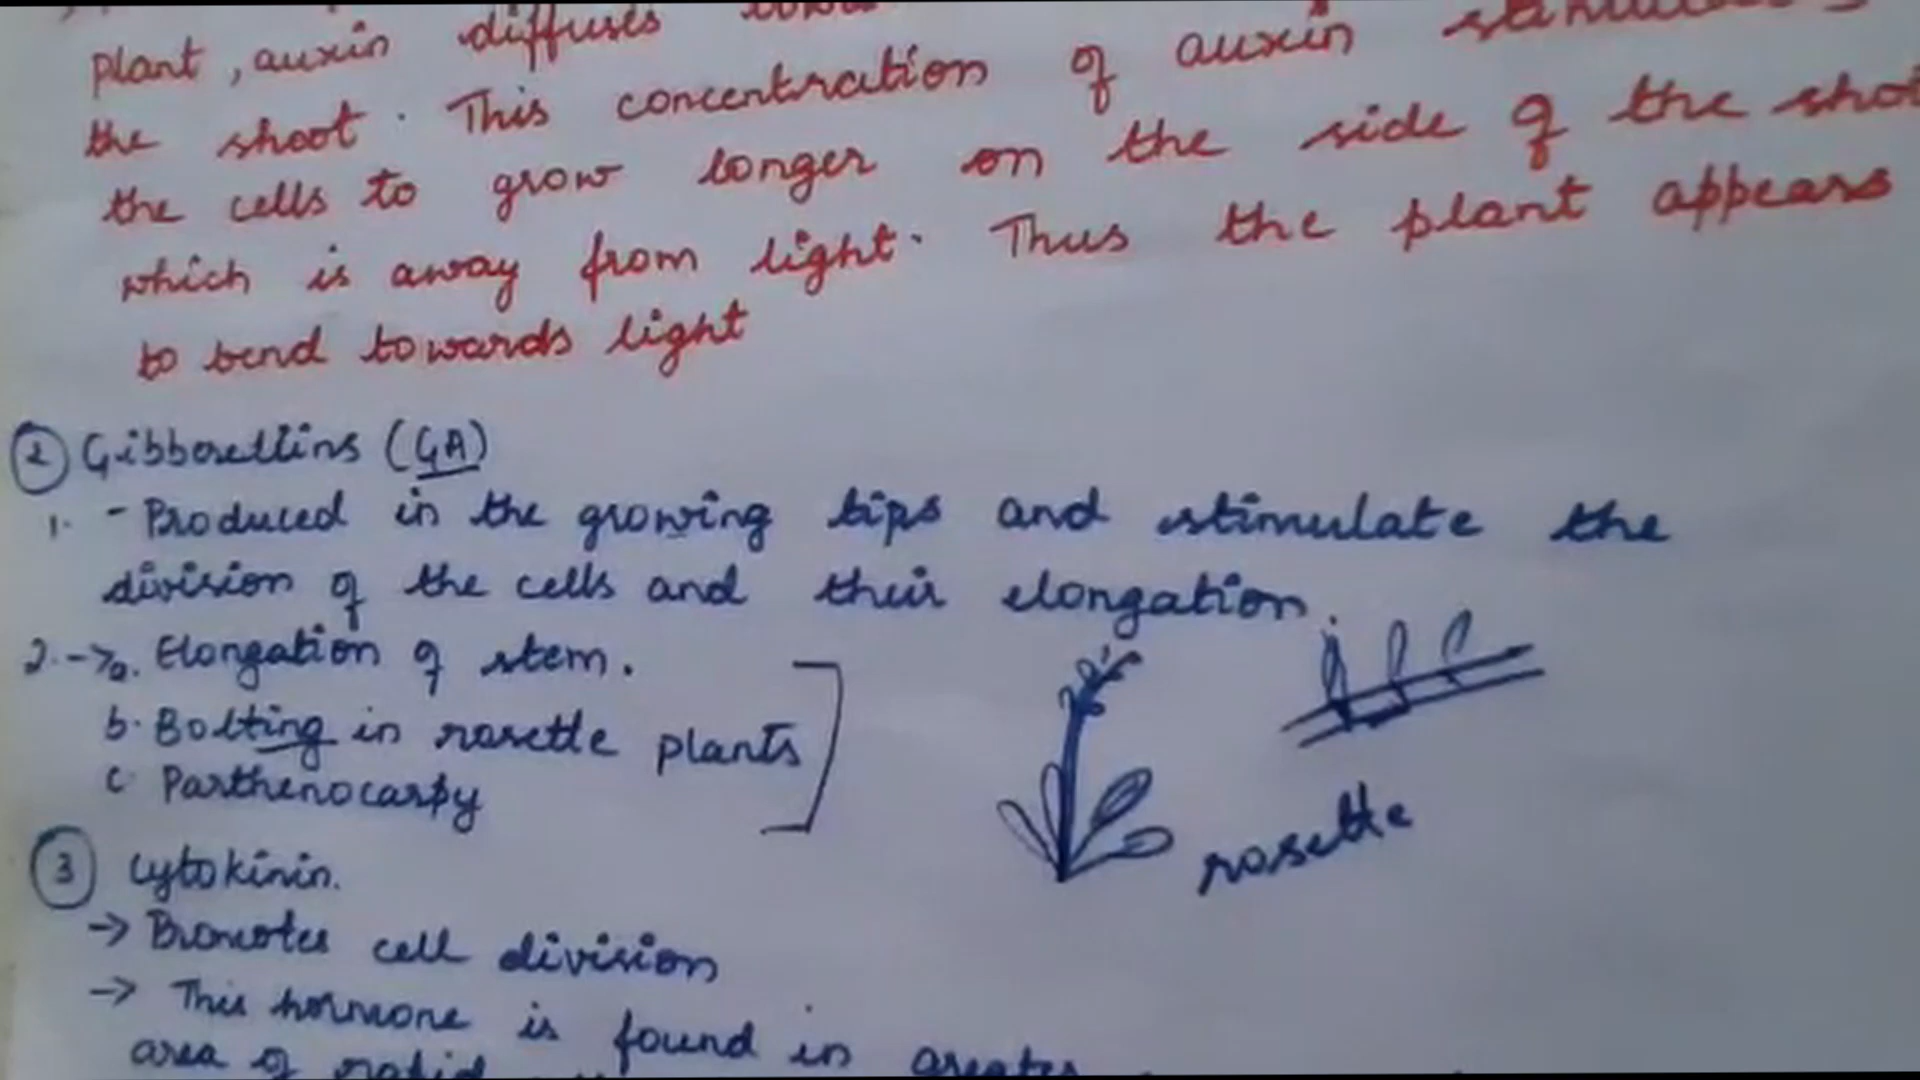 plant, auxin diffuses
the shoot. This concentration of auxin
the cells to grow longer on the side of the
which is away from light. Thus the plant appears
to bend towards light
2 Gibberellins (GA)
1. - Produced in the growing tips and stimulate the
division of the cells and their elongation.
2. -> a. Elongation of stem.
b. Bolting in rosette plants
c. Parthenocarpy
rosette
3 Cytokinin.
-> Promotes cell division
-> This hormone is found in greater
area of